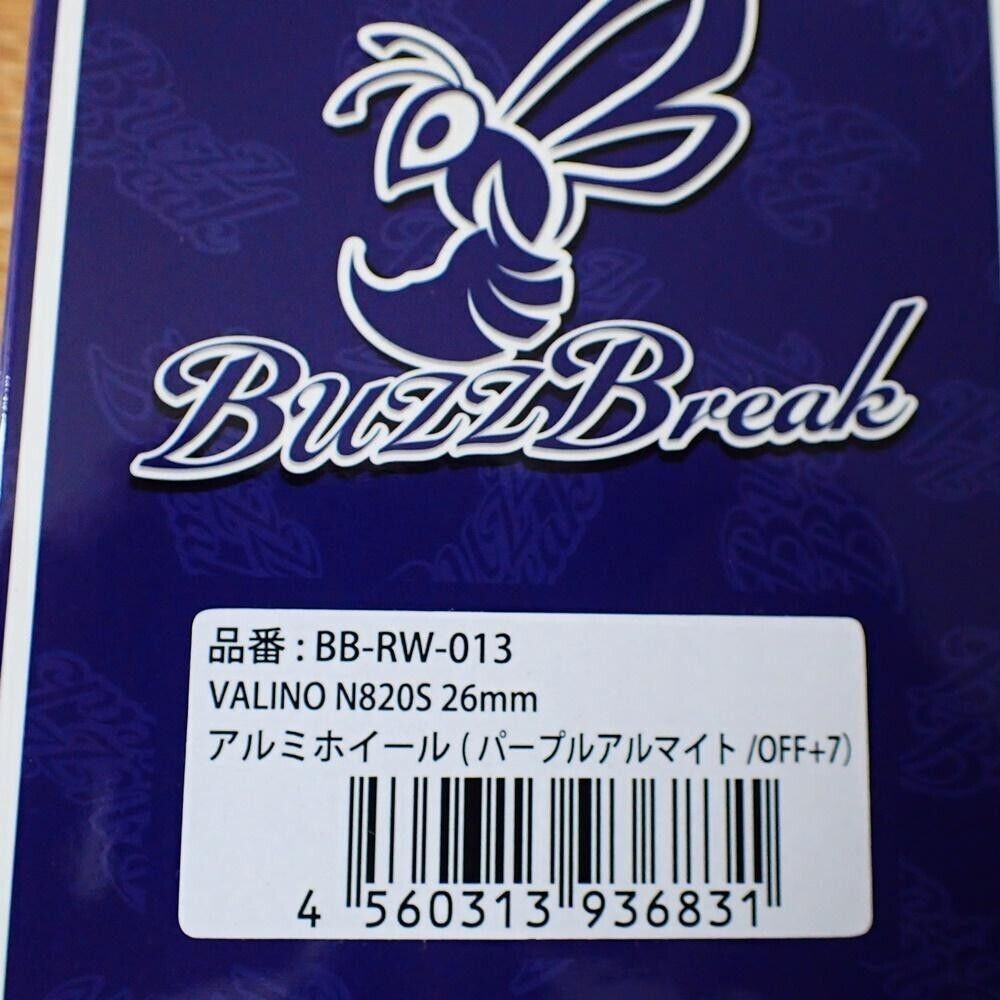 BuzzBreak
品番 : BB-RW-013
VALINO N820S 26mm
アルミホイール ( パープルアルマイト /OFF+7)
4 560313 936831